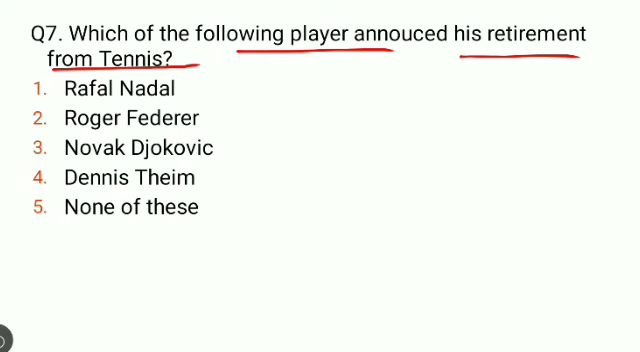 Q7. Which of the following player annouced his retirement
from Tennis?
1. Rafal Nadal
2. Roger Federer
3. Novak Djokovic
4. Dennis Theim
5. None of these